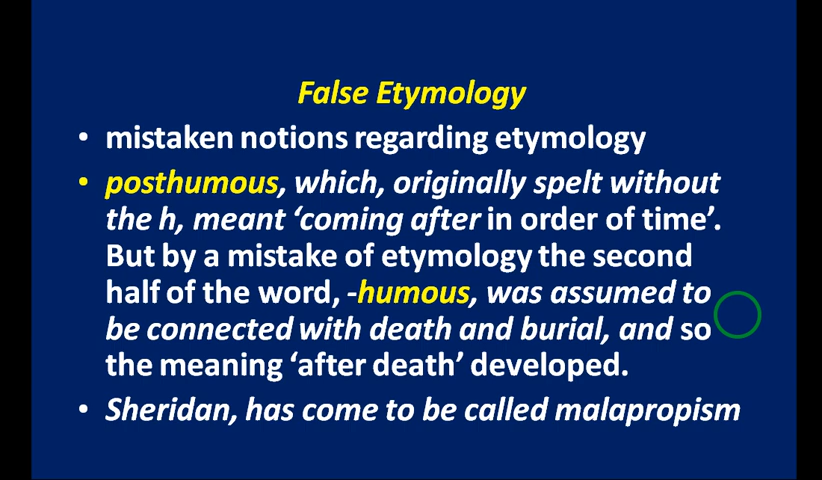 False Etymology
• mistaken notions regarding etymology
• posthumous, which, originally spelt without
the h, meant ‘coming after in order of time’.
But by a mistake of etymology the second
half of the word, -humous, was assumed to
be connected with death and burial, and so
the meaning ‘after death’ developed.
• Sheridan, has come to be called malapropism